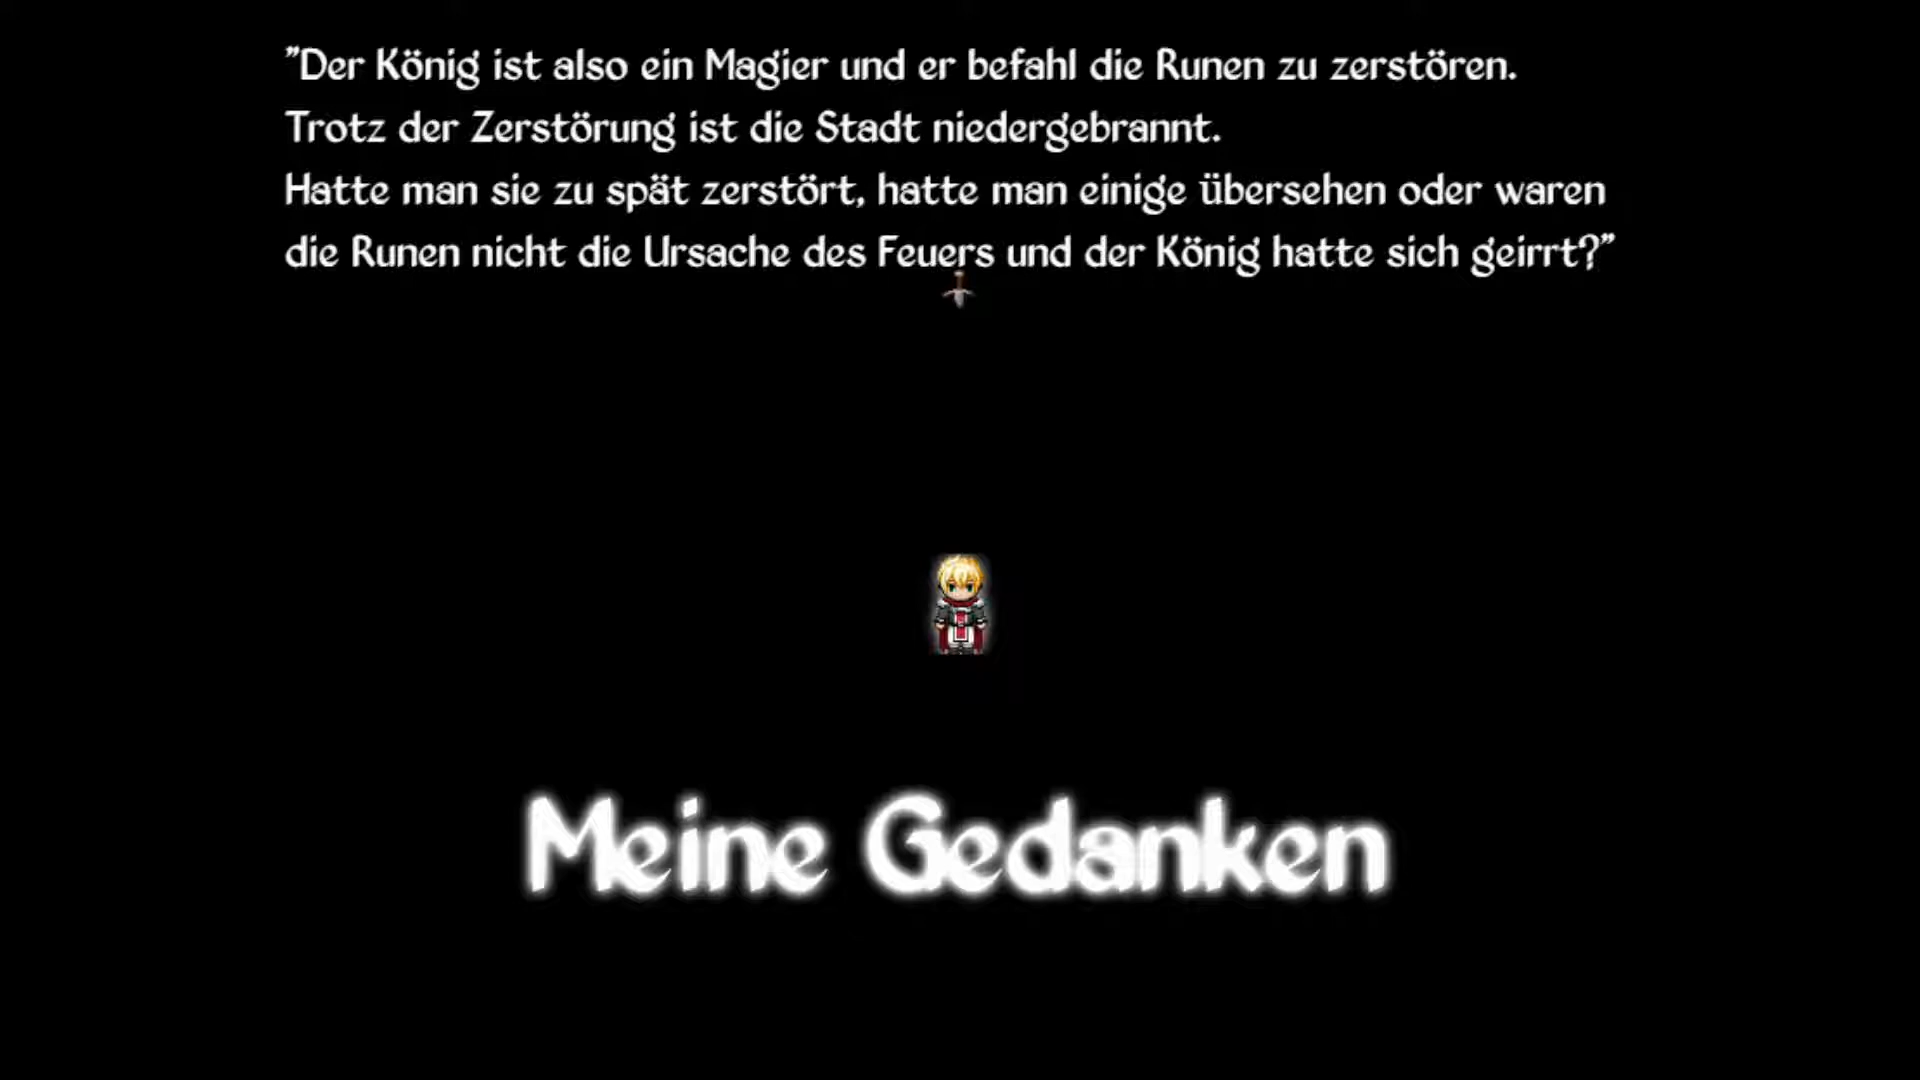 "Der König ist also ein Magier und er befahl die Runen zu zerstören.
Trotz der Zerstörung ist die Stadt niedergebrannt.
Hatte man sie zu spät zerstört, hatte man einige übersehen oder waren
die Runen nicht die Ursache des Feuers und der König hatte sich geirrt?"
Meine Gedanken